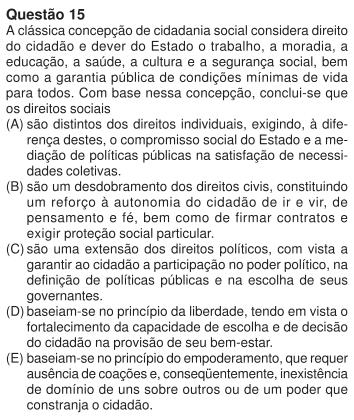 Questão 15
A clássica concepção de cidadania social considera direito
do cidadão e dever do Estado o trabalho, a moradia, a
educação, a saúde, a cultura e a segurança social, bem
como a garantia pública de condições mínimas de vida
para todos. Com base nessa concepção, conclui-se que
os direitos sociais
(A) são distintos dos direitos individuais, exigindo, à dife-
rença destes, o compromisso social do Estado e a me-
diação de políticas públicas na satisfação de necessi-
dades coletivas.
(B) são um desdobramento dos direitos civis, constituindo
um reforço à autonomia do cidadão de ir e vir, de
pensamento e fé, bem como de firmar contratos e
exigir proteção social particular.
(C) são uma extensão dos direitos políticos, com vista a
garantir ao cidadão a participação no poder político, na
definição de políticas públicas e na escolha de seus
governantes.
(D) baseiam-se no princípio da liberdade, tendo em vista o
fortalecimento da capacidade de escolha e de decisão
do cidadão na provisão de seu bem-estar.
(E) baseiam-se no princípio do empoderamento, que requer
ausência de coações e, conseqüentemente, inexistência
de domínio de uns sobre outros ou de um poder que
constranja o cidadão.